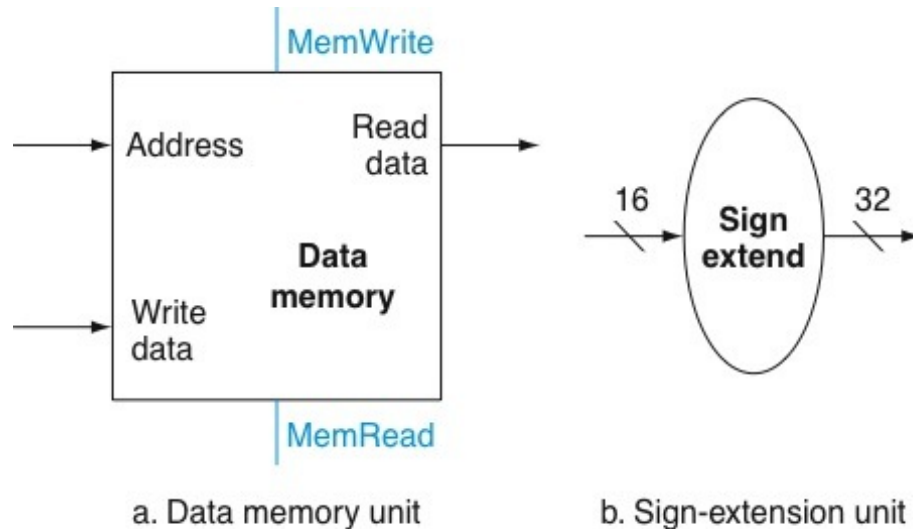 MemWrite
Address
Read
data
Data
memory
Write
data
MemRead
a. Data memory unit
16
Sign
extend
32
b. Sign-extension unit